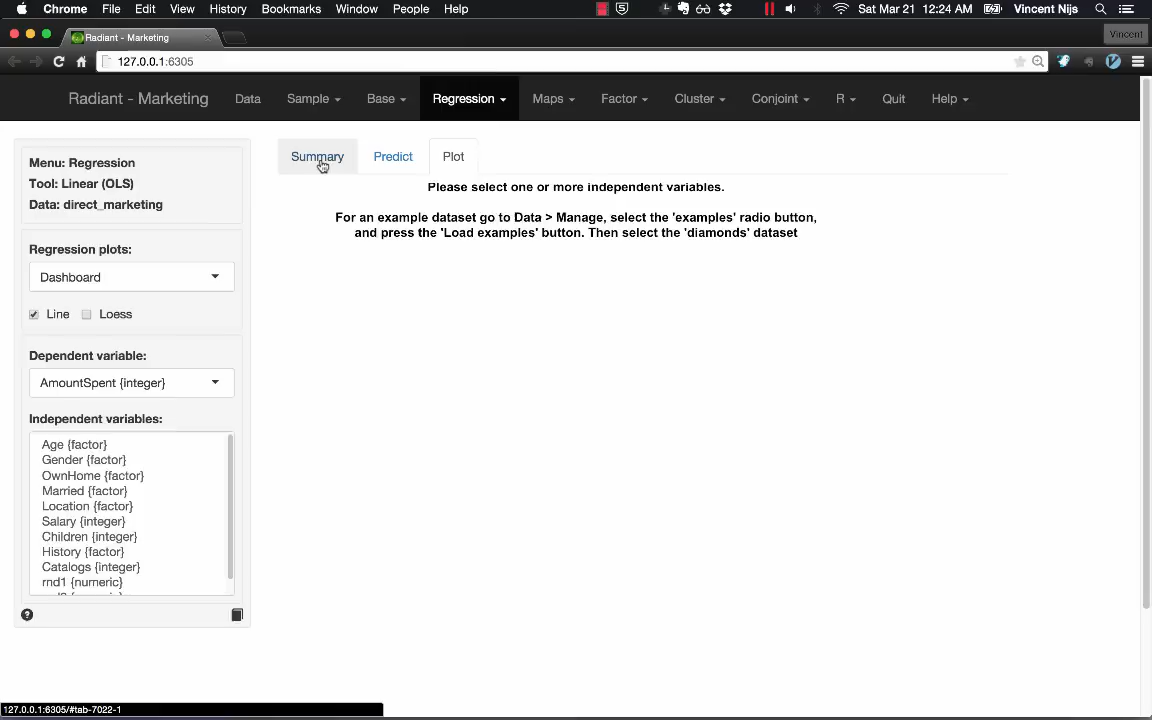 Chrome File Edit View History Bookmarks Window People Help
5
Sat Mar 21 12:24 AM Vincent Nijs
Radiant - Marketing
Vincent
127.0.0.1:6305
Radiant - Marketing Data Sample Base Regression Maps Factor Cluster Conjoint R Quit Help
Menu: Regression
Tool: Linear (OLS)
Data: direct_marketing
Regression plots:
Dashboard
Line Loess
Dependent variable:
AmountSpent {integer}
Independent variables:
Age {factor}
Gender {factor}
OwnHome {factor}
Married {factor}
Location {factor}
Salary {integer}
Children {integer}
History {factor}
Catalogs {integer}
rnd1 {numeric}
Summary Predict Plot
Please select one or more independent variables.
For an example dataset go to Data > Manage, select the 'examples' radio button,
and press the 'Load examples' button. Then select the 'diamonds' dataset
127.0.0.1:6305/#tab-7022-1